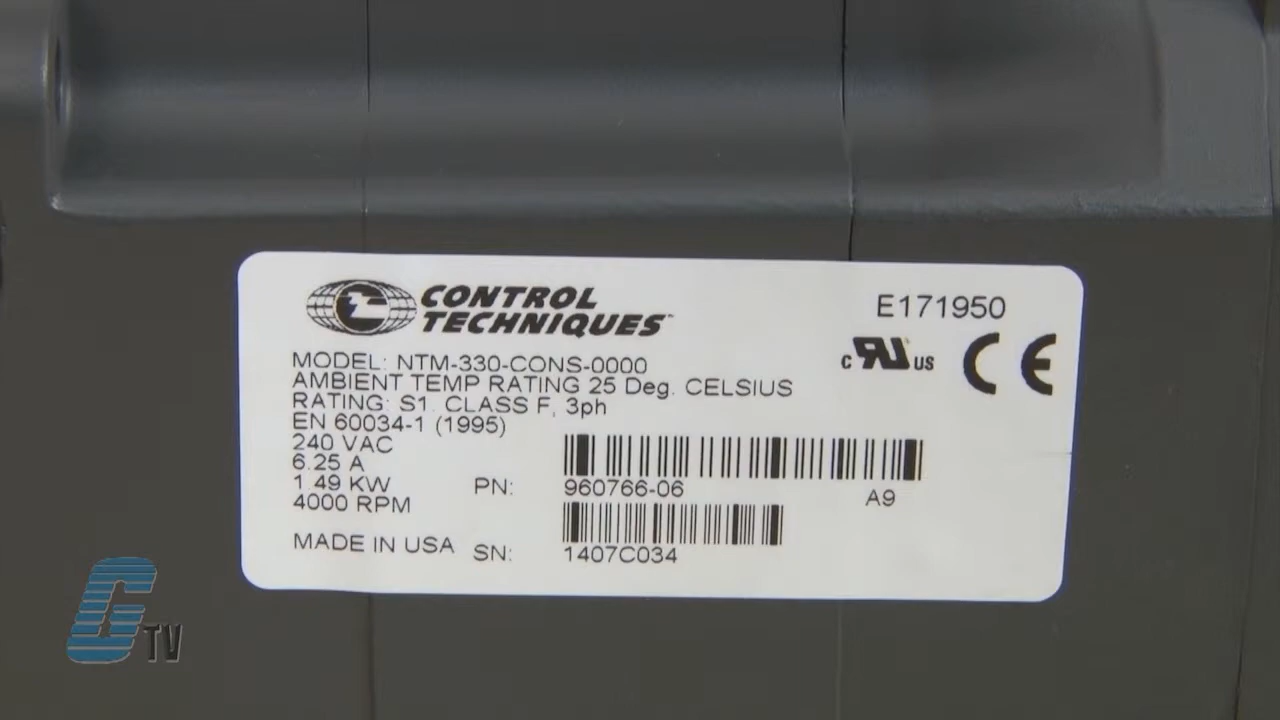 CONTROL
TECHNIQUES
E171950
c RU US CE
MODEL: NTM-330-CONS-0000
AMBIENT TEMP RATING 25 Deg. CELSIUS
RATING: S1. CLASS F, 3ph
EN 60034-1 (1995)
240 VAC
6.25 A
1.49 KW
4000 RPM
PN: 960766-06 A9
MADE IN USA
SN: 1407C034
G TV